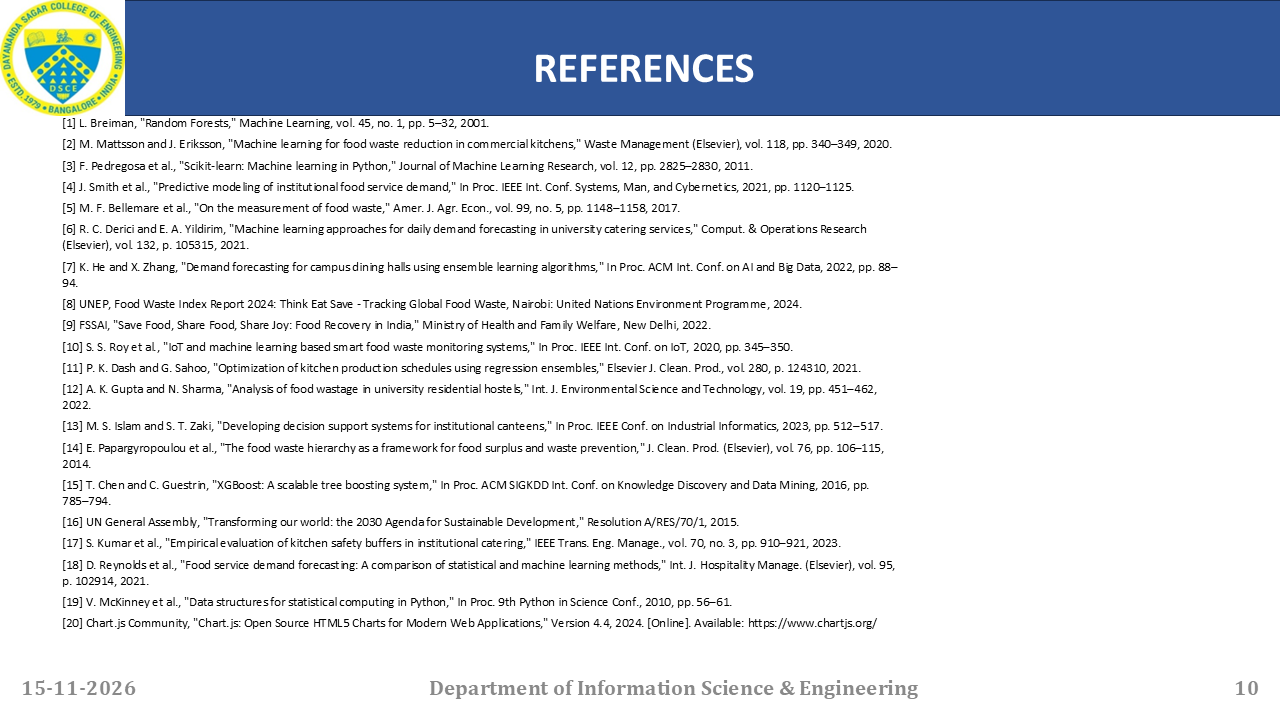 DAYANANDA SAGAR COLLEGE OF ENGINEERING
DSCE
ESTD. 1979 • BANGALORE • INDIA
REFERENCES
[1] L. Breiman, "Random Forests," Machine Learning, vol. 45, no. 1, pp. 5–32, 2001.
[2] M. Mattsson and J. Eriksson, "Machine learning for food waste reduction in commercial kitchens," Waste Management (Elsevier), vol. 118, pp. 340–349, 2020.
[3] F. Pedregosa et al., "Scikit-learn: Machine learning in Python," Journal of Machine Learning Research, vol. 12, pp. 2825–2830, 2011.
[4] J. Smith et al., "Predictive modeling of institutional food service demand," In Proc. IEEE Int. Conf. Systems, Man, and Cybernetics, 2021, pp. 1120–1125.
[5] M. F. Bellemare et al., "On the measurement of food waste," Amer. J. Agr. Econ., vol. 99, no. 5, pp. 1148–1158, 2017.
[6] R. C. Derici and E. A. Yildirim, "Machine learning approaches for daily demand forecasting in university catering services," Comput. & Operations Research
(Elsevier), vol. 132, p. 105315, 2021.
[7] K. He and X. Zhang, "Demand forecasting for campus dining halls using ensemble learning algorithms," In Proc. ACM Int. Conf. on AI and Big Data, 2022, pp. 88–
94.
[8] UNEP, Food Waste Index Report 2024: Think Eat Save - Tracking Global Food Waste, Nairobi: United Nations Environment Programme, 2024.
[9] FSSAI, "Save Food, Share Food, Share Joy: Food Recovery in India," Ministry of Health and Family Welfare, New Delhi, 2022.
[10] S. S. Roy et al., "IoT and machine learning based smart food waste monitoring systems," In Proc. IEEE Int. Conf. on IoT, 2020, pp. 345–350.
[11] P. K. Dash and G. Sahoo, "Optimization of kitchen production schedules using regression ensembles," Elsevier J. Clean. Prod., vol. 280, p. 124310, 2021.
[12] A. K. Gupta and N. Sharma, "Analysis of food wastage in university residential hostels," Int. J. Environmental Science and Technology, vol. 19, pp. 451–462,
2022.
[13] M. S. Islam and S. T. Zaki, "Developing decision support systems for institutional canteens," In Proc. IEEE Conf. on Industrial Informatics, 2023, pp. 512–517.
[14] E. Papargyropoulou et al., "The food waste hierarchy as a framework for food surplus and waste prevention," J. Clean. Prod. (Elsevier), vol. 76, pp. 106–115,
2014.
[15] T. Chen and C. Guestrin, "XGBoost: A scalable tree boosting system," In Proc. ACM SIGKDD Int. Conf. on Knowledge Discovery and Data Mining, 2016, pp.
785–794.
[16] UN General Assembly, "Transforming our world: the 2030 Agenda for Sustainable Development," Resolution A/RES/70/1, 2015.
[17] S. Kumar et al., "Empirical evaluation of kitchen safety buffers in institutional catering," IEEE Trans. Eng. Manage., vol. 70, no. 3, pp. 910–921, 2023.
[18] D. Reynolds et al., "Food service demand forecasting: A comparison of statistical and machine learning methods," Int. J. Hospitality Manage. (Elsevier), vol. 95,
p. 102914, 2021.
[19] V. McKinney et al., "Data structures for statistical computing in Python," In Proc. 9th Python in Science Conf., 2010, pp. 56–61.
[20] Chart.js Community, "Chart.js: Open Source HTML5 Charts for Modern Web Applications," Version 4.4, 2024. [Online]. Available: https://www.chartjs.org/
15-11-2026
Department of Information Science & Engineering
10